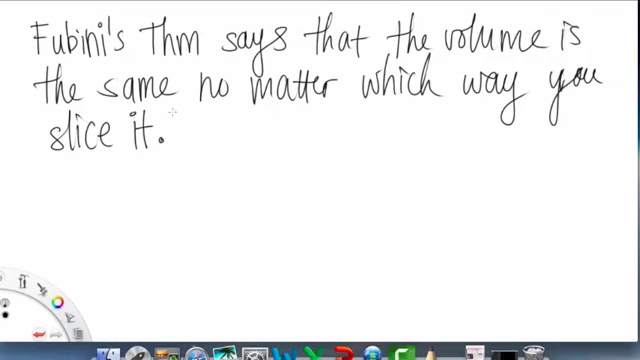 Fubini's Thm says that the volume is
the same no matter which way you
slice it.